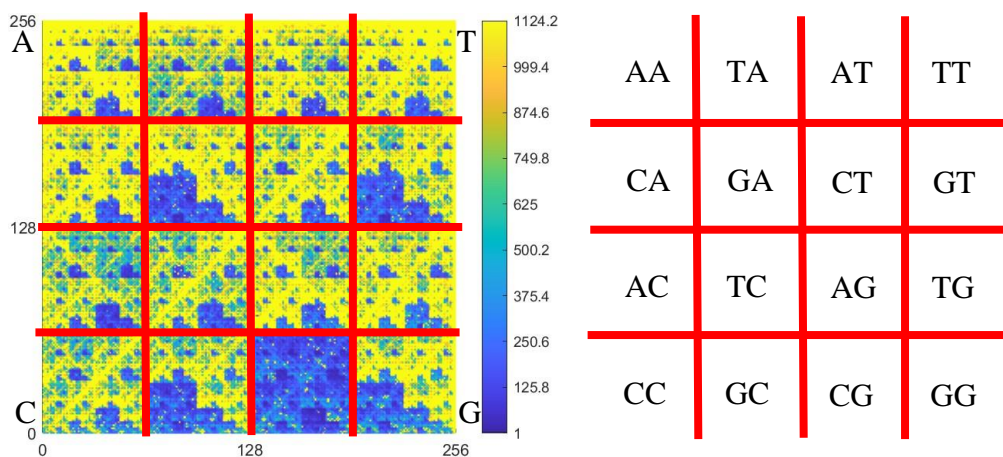 256
A
T
128
C
G
0
0
128
256
1124.2
999.4
874.6
749.8
625
500.2
375.4
250.6
125.8
1
AA TA AT TT
CA GA CT GT
AC TC AG TG
CC GC CG GG